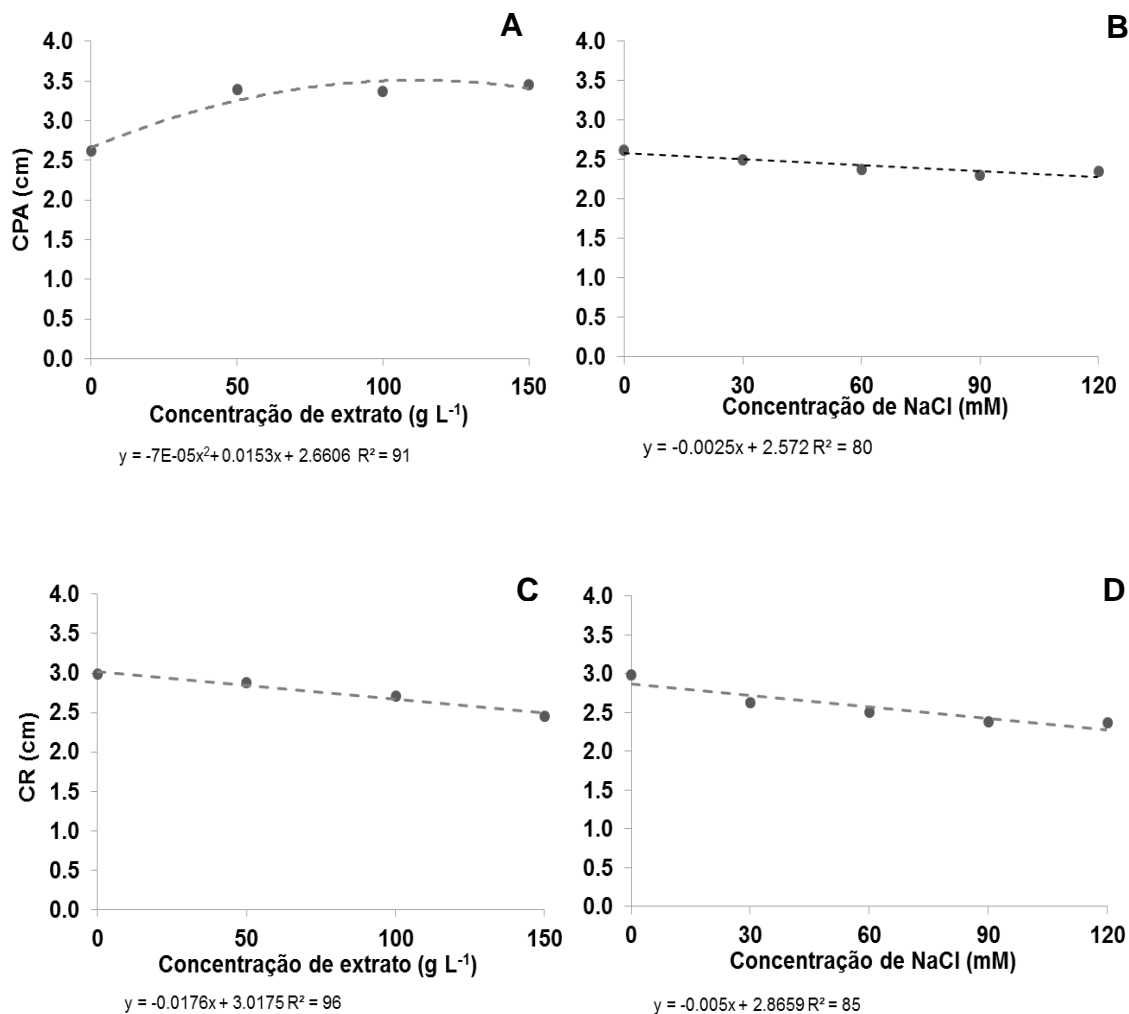 A
4.0
3.5
3.0
2.5
2.0
1.5
1.0
0.5
0.0
CPA (cm)
0 50 100 150
Concentração de extrato (g L-1)
y = -7E-05x2+ 0.0153x + 2.6606 R² = 91
B
4.0
3.5
3.0
2.5
2.0
1.5
1.0
0.5
0.0
0 30 60 90 120
Concentração de NaCl (mM)
y = -0.0025x + 2.572 R² = 80
C
4.0
3.5
3.0
2.5
2.0
1.5
1.0
0.5
0.0
CR (cm)
0 50 100 150
Concentração de extrato (g L-1)
y = -0.0176x + 3.0175 R² = 96
D
4.0
3.5
3.0
2.5
2.0
1.5
1.0
0.5
0.0
0 30 60 90 120
Concentração de NaCl (mM)
y = -0.005x + 2.8659 R² = 85